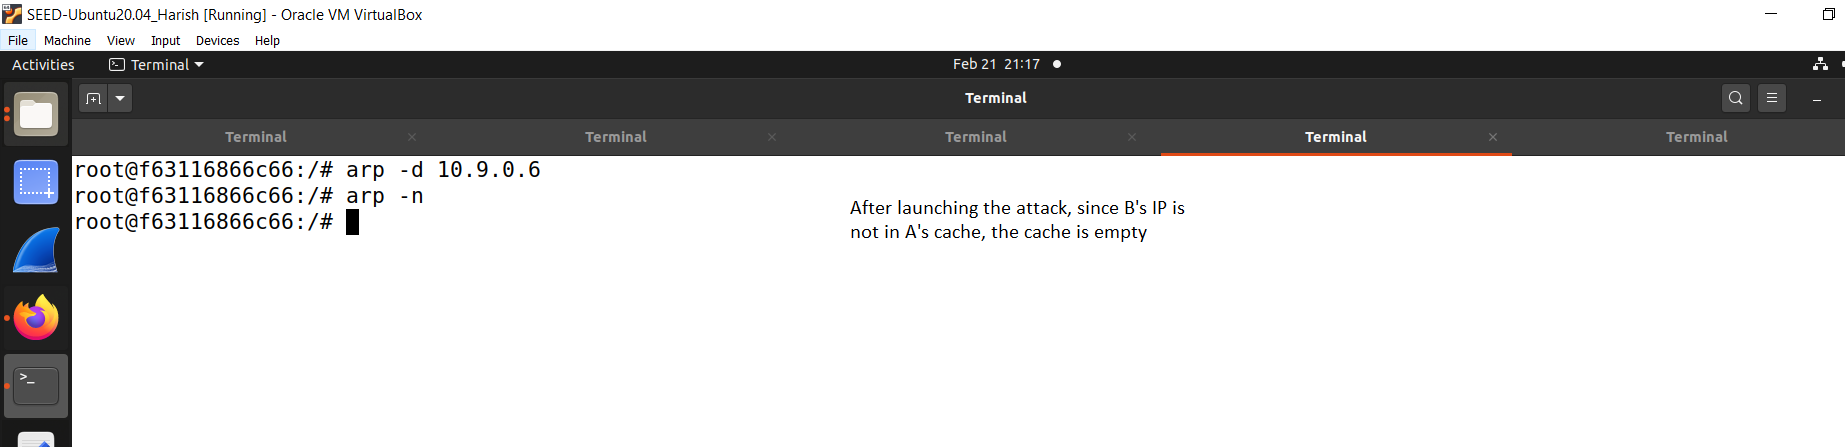 SEED-Ubuntu20.04_Harish [Running] - Oracle VM VirtualBox
File Machine View Input Devices Help
Activities Terminal Feb 21 21:17
Terminal
Terminal Terminal Terminal Terminal Terminal
root@f63116866c66:/# arp -d 10.9.0.6
root@f63116866c66:/# arp -n
root@f63116866c66:/#
After launching the attack, since B's IP is
not in A's cache, the cache is empty